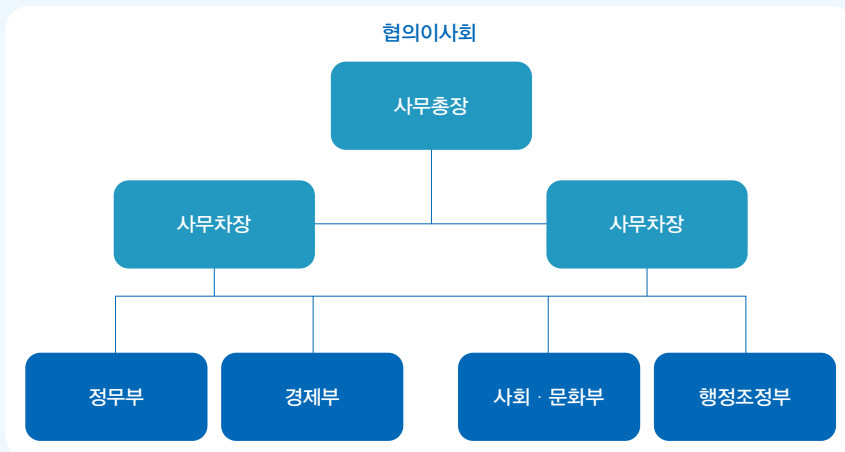 협의이사회
사무총장
사무차장
사무차장
정무부
경제부
사회 · 문화부
행정조정부